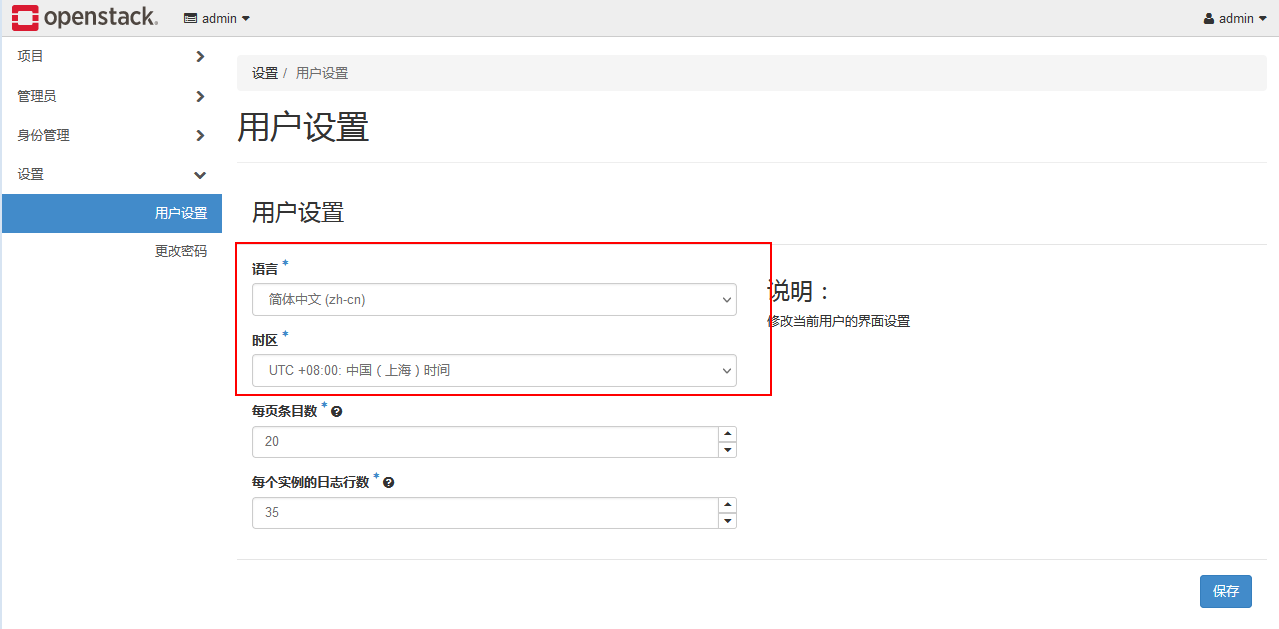 openstack. admin admin
项目
管理员
身份管理
设置
用户设置
更改密码
设置 / 用户设置
用户设置
用户设置
语言 *
简体中文 (zh-cn)
时区 *
UTC +08:00: 中国（上海）时间
每页条目数 *
20
每个实例的日志行数 *
35
说明：
修改当前用户的界面设置
保存